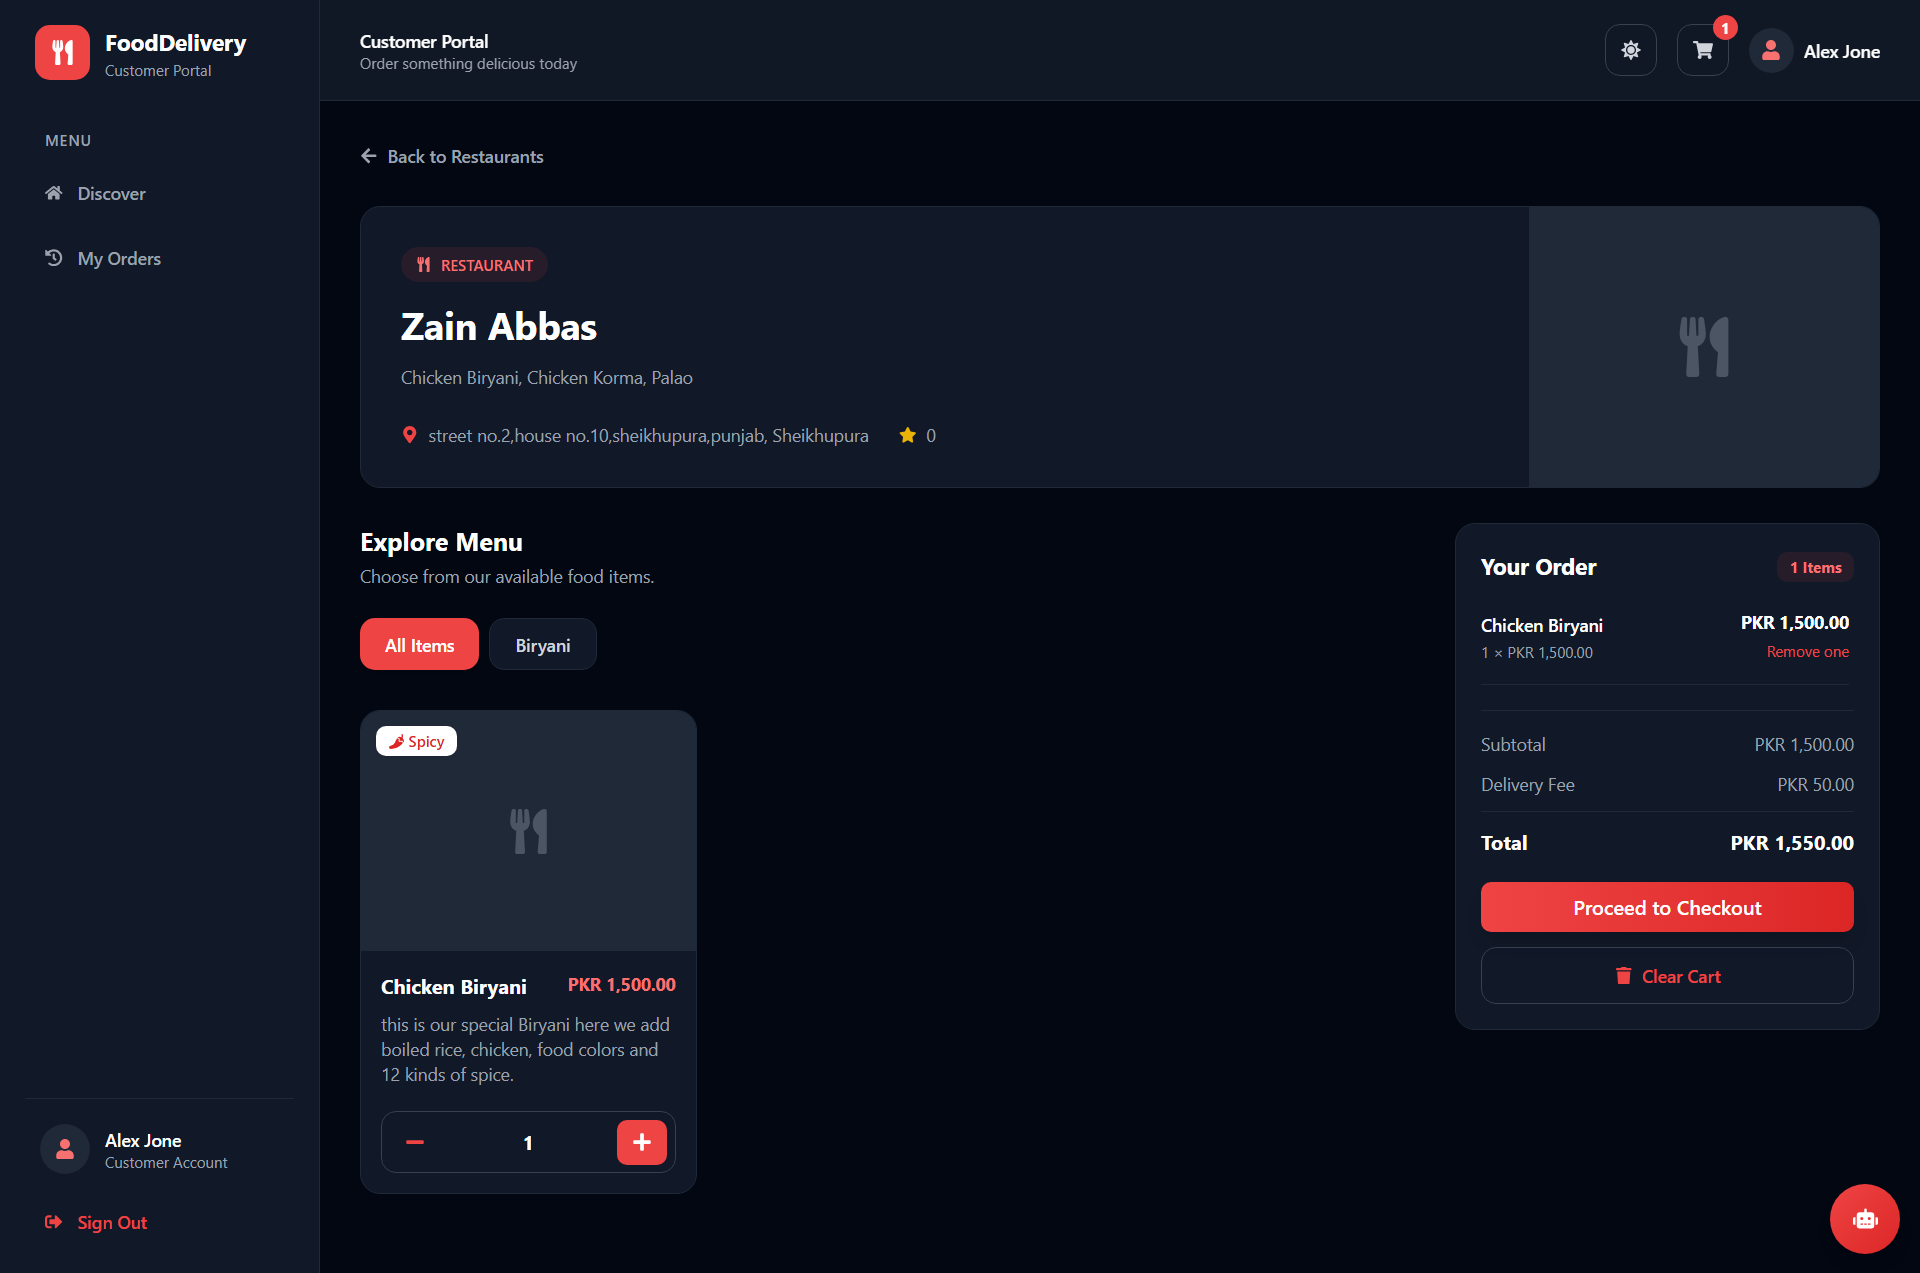 FoodDelivery
Customer Portal
MENU
Discover
My Orders
Alex Jone
Customer Account
Sign Out
Customer Portal
Order something delicious today
1
Alex Jone
Back to Restaurants
RESTAURANT
Zain Abbas
Chicken Biryani, Chicken Korma, Palao
street no.2,house no.10,sheikhupura,punjab, Sheikhupura
0
Explore Menu
Choose from our available food items.
All Items
Biryani
Spicy
Chicken Biryani
PKR 1,500.00
this is our special Biryani here we add
boiled rice, chicken, food colors and
12 kinds of spice.
1
Your Order
1 Items
Chicken Biryani
PKR 1,500.00
1 × PKR 1,500.00
Remove one
Subtotal
PKR 1,500.00
Delivery Fee
PKR 50.00
Total
PKR 1,550.00
Proceed to Checkout
Clear Cart